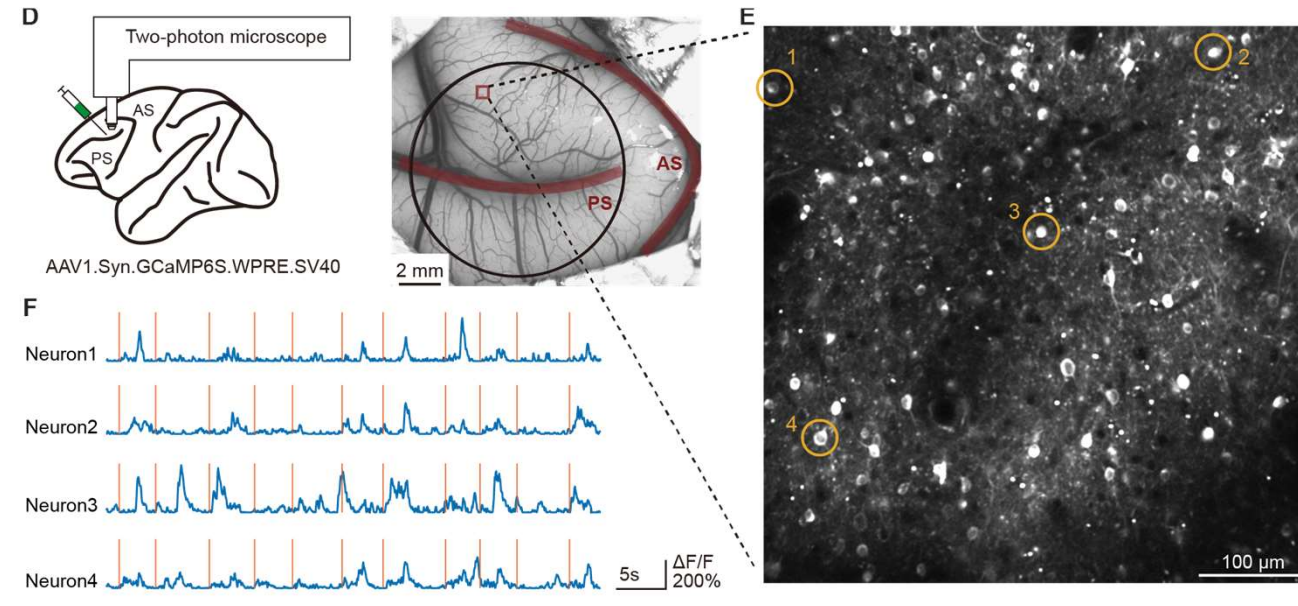 D
Two-photon microscope
AS
PS
AAV1.Syn.GCaMP6S.WPRE.SV40
AS
PS
2 mm
E
1
2
3
4
100 µm
F
Neuron1
Neuron2
Neuron3
Neuron4
5s
ΔF/F
200%